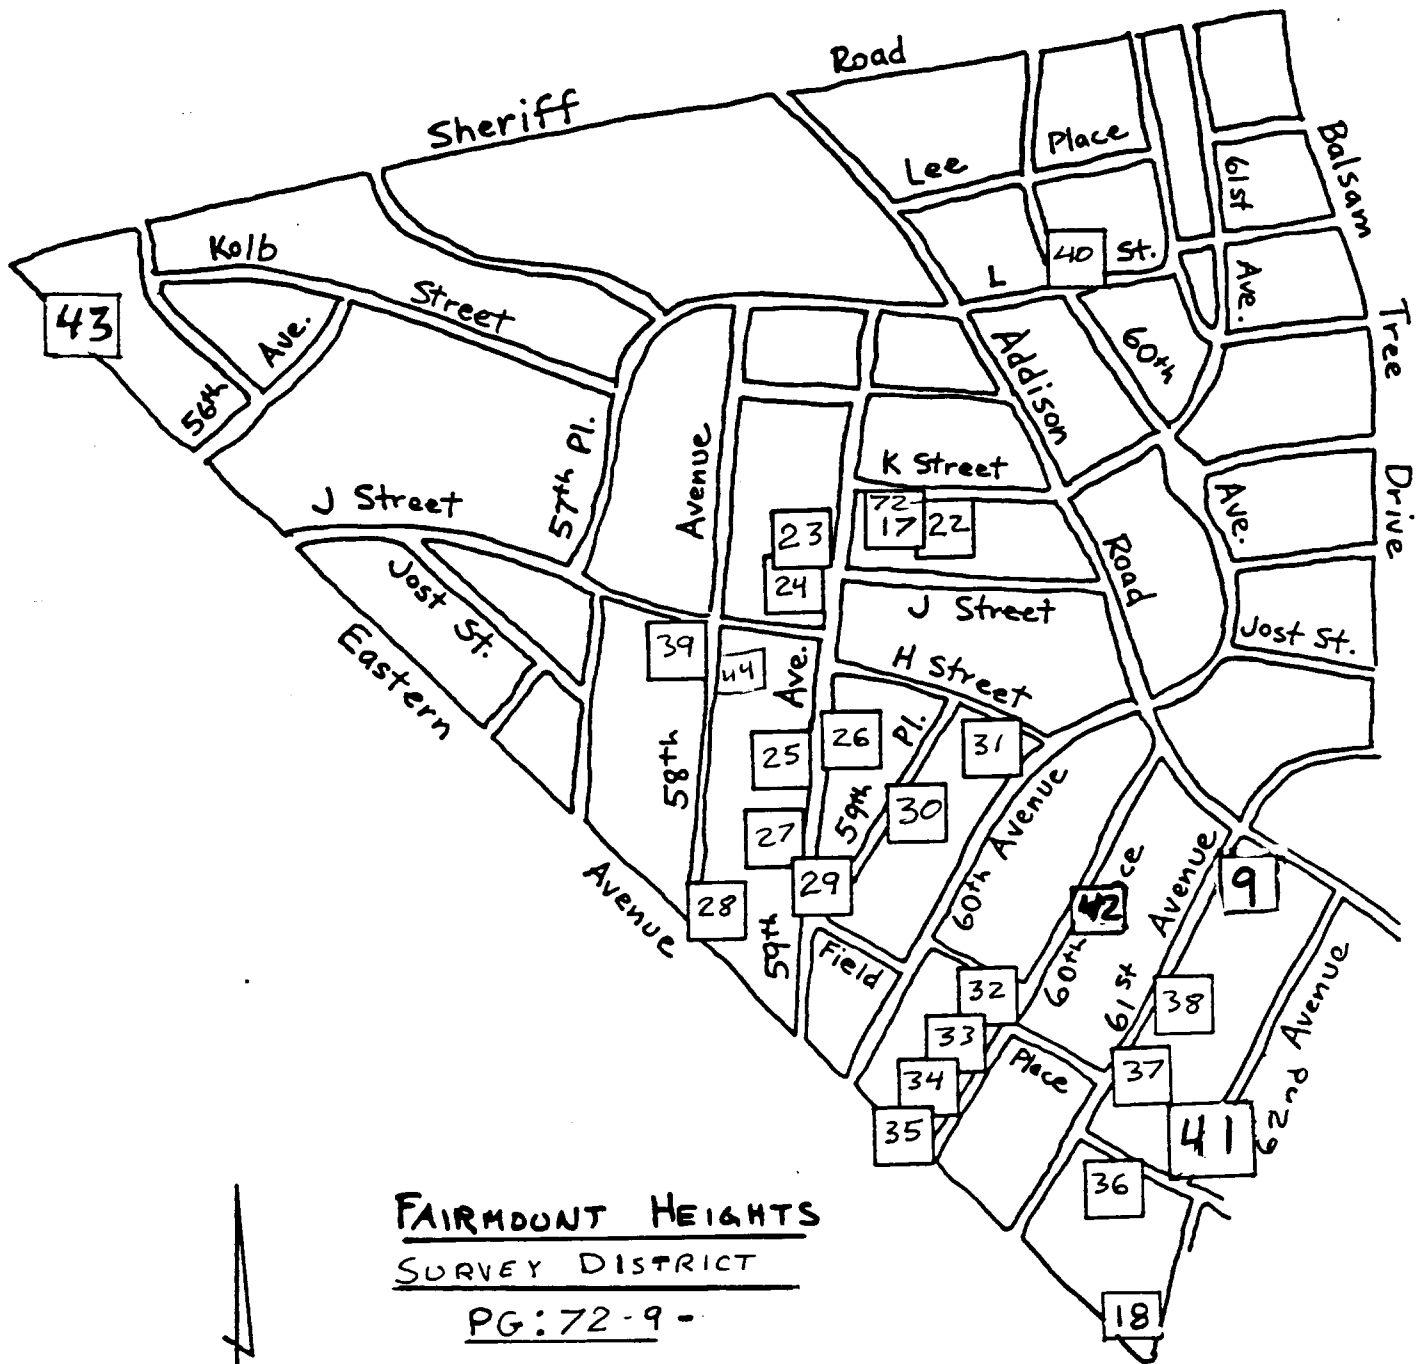 Road
Sheriff
Balsam
Place
Lee
61st
Kolb
40
St.
L
Ave.
Street
43
Ave.
Tree
Addison
60th
56th
57th Pl.
Avenue
K Street
J Street
72-
17
22
23
Ave.
Drive
24
Road
Jost St.
J Street
Jost St.
39
44
Ave.
H Street
Eastern
26
Pl.
31
25
58th
59th
30
27
60th Avenue
29
Avenue
9
28
Avenue
42
ce
59th
Field
32
60th
61st
38
62nd Avenue
33
Place
37
34
35
41
36
FAIRMOUNT HEIGHTS
SURVEY DISTRICT
PG: 72-9-
18